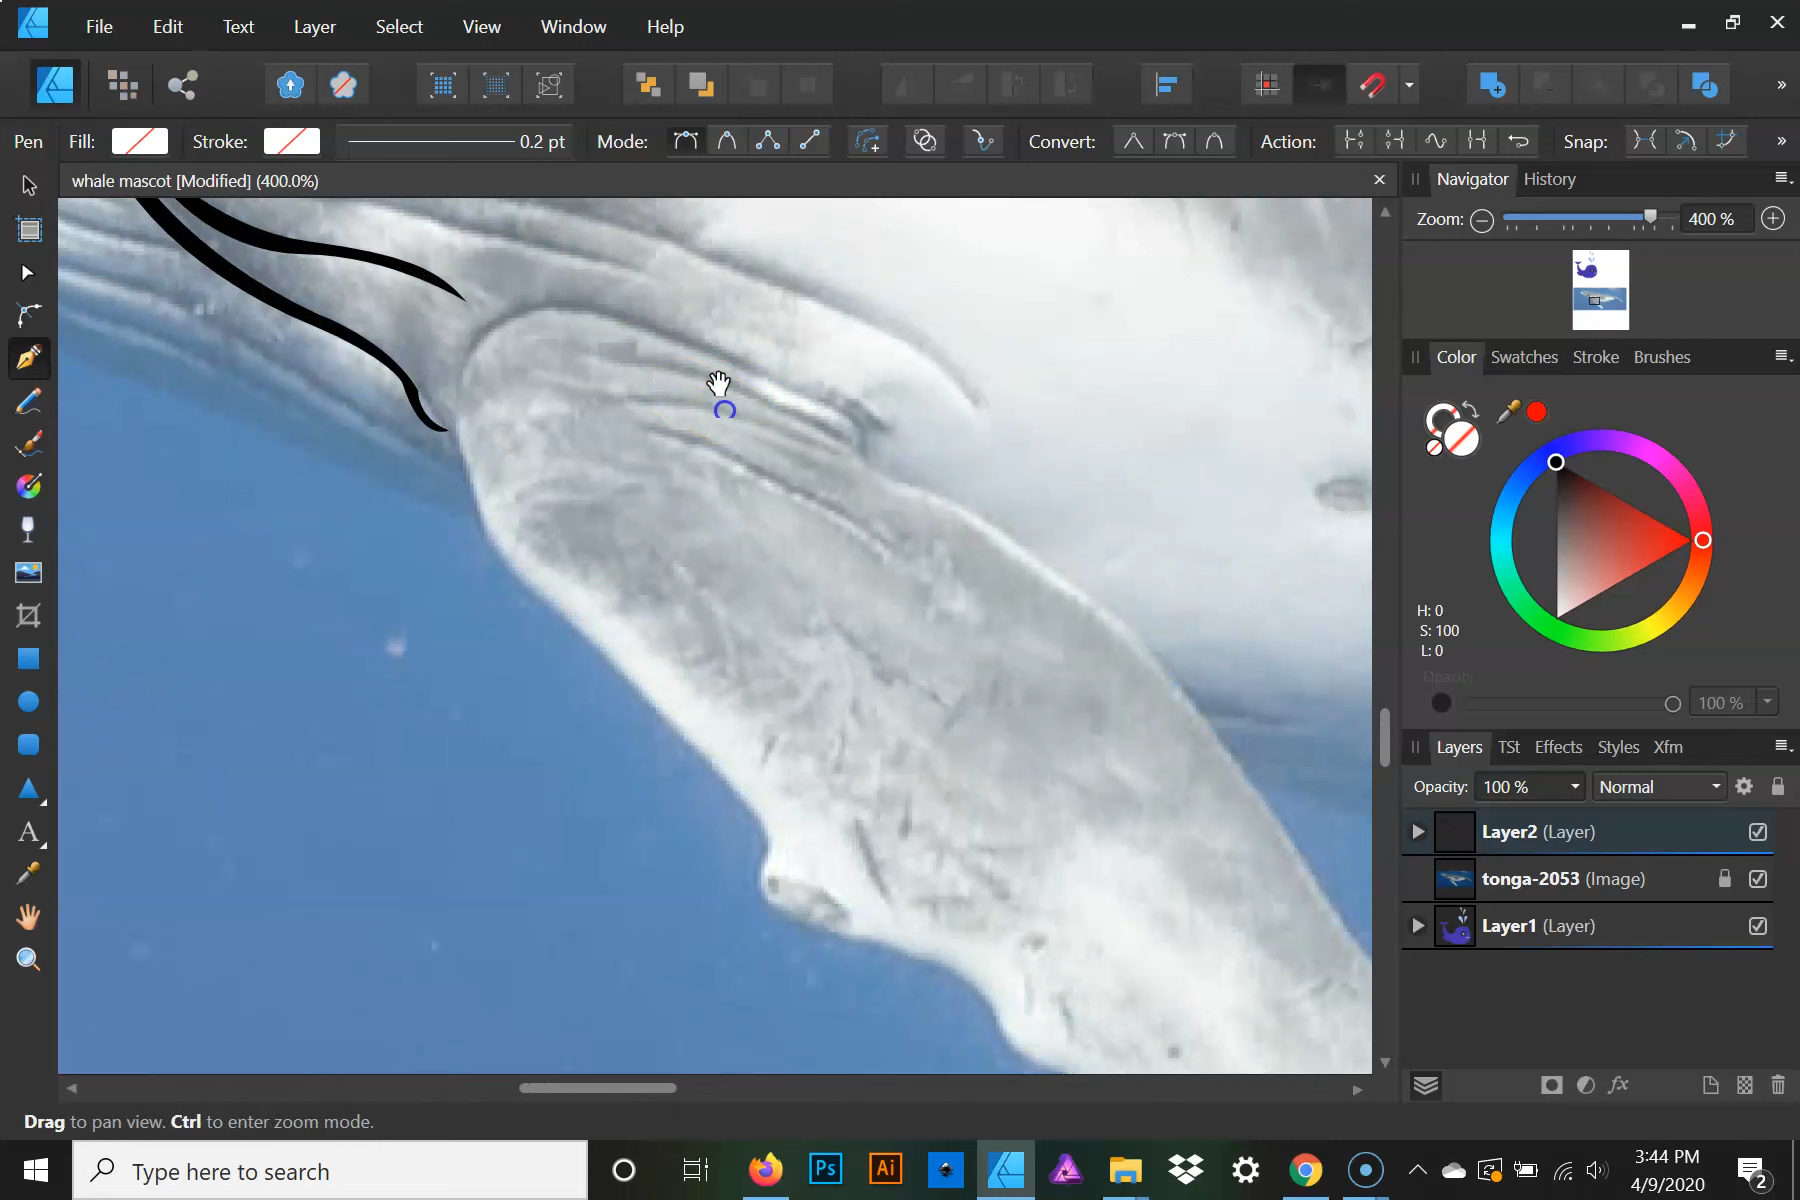 File Edit Text Layer Select View Window Help
Pen Fill: Stroke: 0.2 pt Mode: Convert: Action: Snap:
whale mascot [Modified] (400.0%)
Navigator History
Zoom: 400 %
Color Swatches Stroke Brushes
H: 0
S: 100
L: 0
Opacity
100 %
Layers TSt Effects Styles Xfm
Opacity: 100 % Normal
Layer2 (Layer)
tonga-2053 (Image)
Layer1 (Layer)
fx
A
Drag to pan view. Ctrl to enter zoom mode.
Type here to search
Ps
Ai
3:44 PM
4/9/2020
2